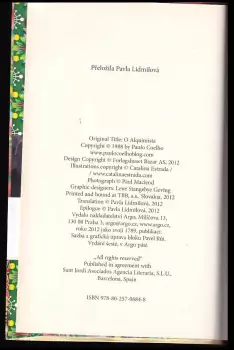 Přeložila Pavla Lidmilová
Original Title: O Alquimista
Copyright © 1988 by Paulo Coelho
www.paulocoelhoblog.com
Design Copyright © Forlagshuset Bazar AS, 2012
Illustrations copyright © Catalina Estrada /
www.catalinaestrada.com
Photograph © Paul Macleod
Graphic designers: Lene Stangebye Geving
Printed and bound at TBB, a.s., Slovakia, 2012
Translation © Pavla Lidmilová, 2012
Epilogue © Pavla Lidmilová, 2012
Vydalo nakladatelství Argo, Milíčova 13,
130 00 Praha 3, argo@argo.cz, www.argo.cz,
roku 2012 jako svoji 1789. publikaci
Sazba a grafická úprava bloku Pavel Růt
Vydání šesté, v Argu páté
„All rights reserved"
Published in agreement with
Sant Jordi Asociados Agencia Literaria, S.L.U.,
Barcelona, Spain
ISBN 978-80-257-0688-8